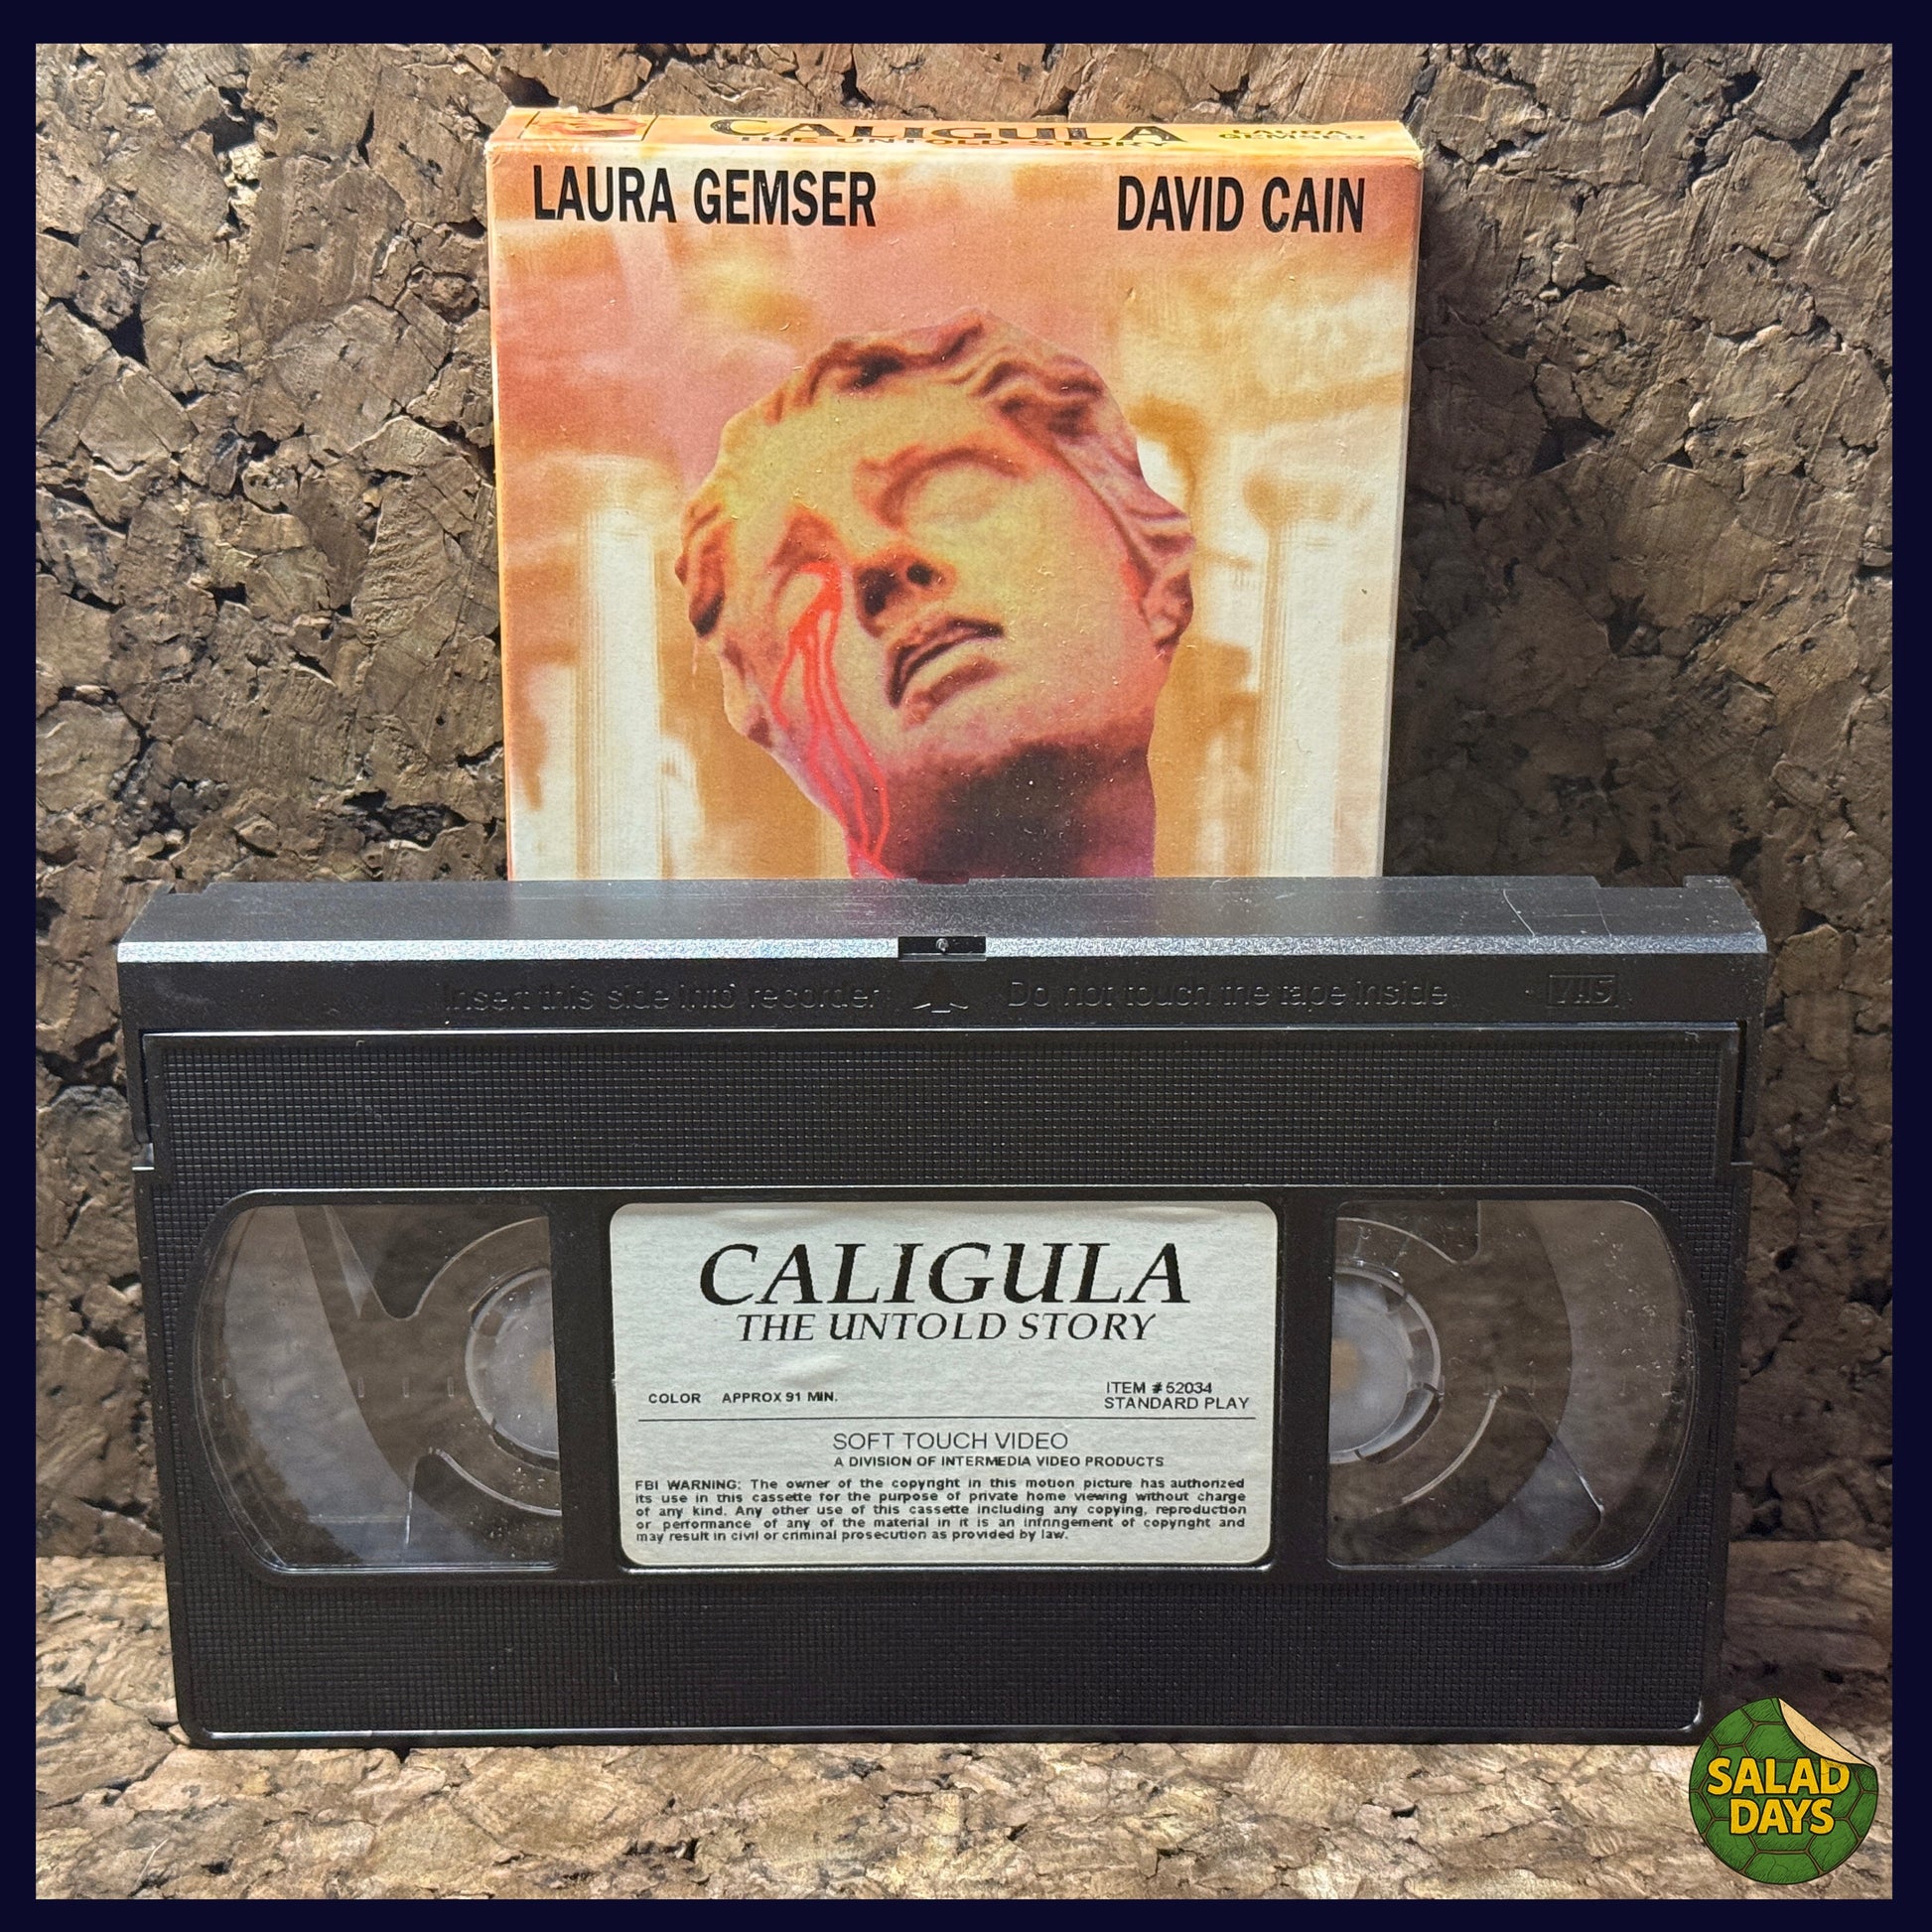 CALIGULA
THE UNTOLD STORY
LAURA
GEMSER
LAURA GEMSER
DAVID CAIN
Insert this side into recorder
Do not touch the tape inside
VHS
CALIGULA
THE UNTOLD STORY
COLOR APPROX 91 MIN.
ITEM # 52034
STANDARD PLAY
SOFT TOUCH VIDEO
A DIVISION OF INTERMEDIA VIDEO PRODUCTS
FBI WARNING: The owner of the copyright in this motion picture has authorized
its use in this cassette for the purpose of private home viewing without charge
of any kind. Any other use of this cassette including any copying, reproduction
or performance of any of the material in it is an infringement of copyright and
may result in civil or criminal prosecution as provided by law.
SALAD
DAYS